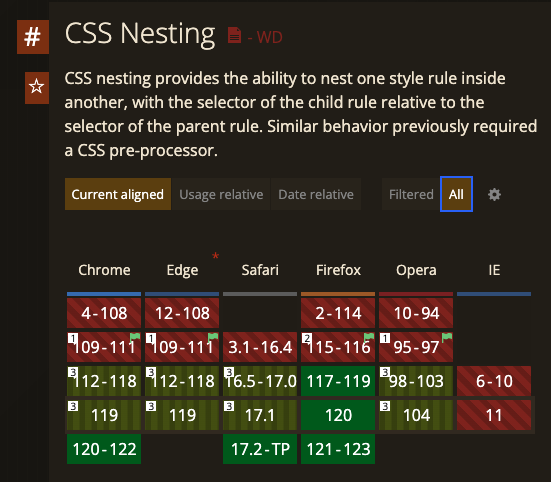 # CSS Nesting - WD
CSS nesting provides the ability to nest one style rule inside
another, with the selector of the child rule relative to the
selector of the parent rule. Similar behavior previously required
a CSS pre-processor.
Current aligned Usage relative Date relative Filtered All
*
Chrome Edge Safari Firefox Opera IE
4-108 12-108 2-114 10-94
1 109-111 1 109-111 3.1-16.4 2 115-116 1 95-97
3 112-118 3 112-118 3 16.5-17.0 117-119 3 98-103 6-10
3 119 3 119 3 17.1 120 3 104 11
120-122 17.2-TP 121-123